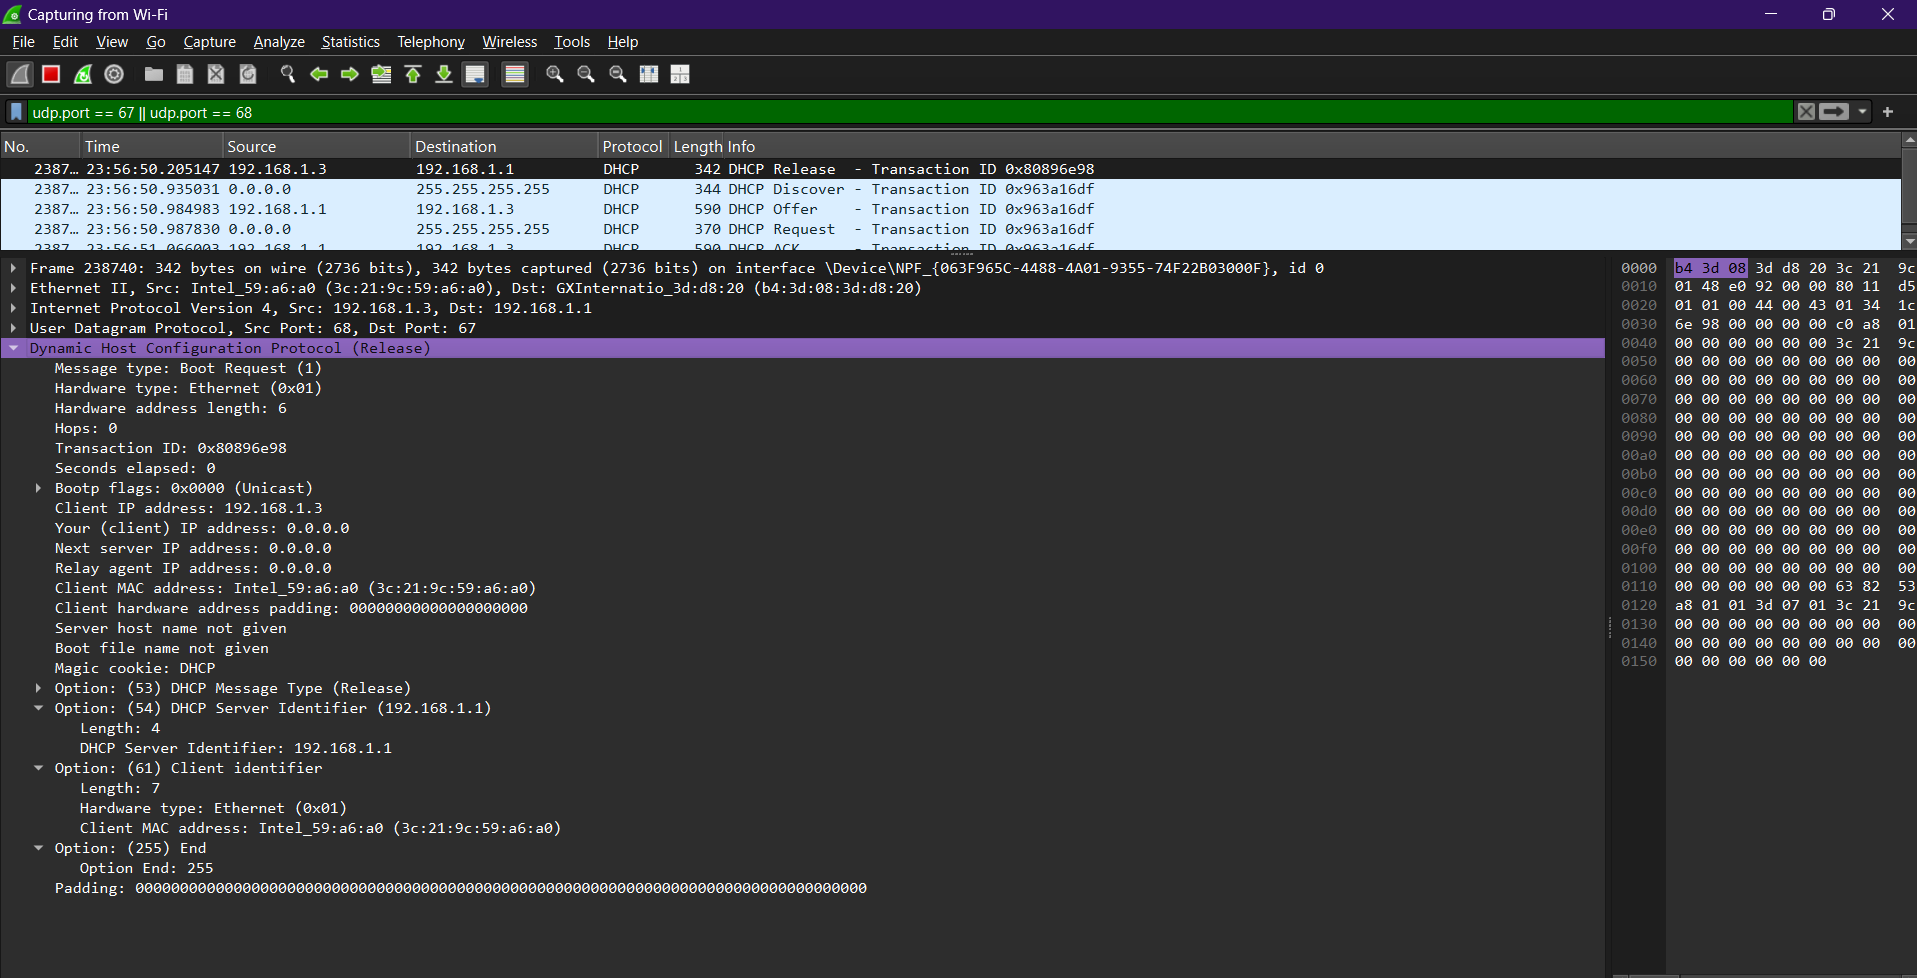 Capturing from Wi-Fi
File Edit View Go Capture Analyze Statistics Telephony Wireless Tools Help
udp.port == 67 || udp.port == 68
No. Time Source Destination Protocol Length Info
2387… 23:56:50.205147 192.168.1.3 192.168.1.1 DHCP 342 DHCP Release - Transaction ID 0x80896e98
2387… 23:56:50.935031 0.0.0.0 255.255.255.255 DHCP 344 DHCP Discover - Transaction ID 0x963a16df
2387… 23:56:50.984983 192.168.1.1 192.168.1.3 DHCP 590 DHCP Offer - Transaction ID 0x963a16df
2387… 23:56:50.987830 0.0.0.0 255.255.255.255 DHCP 370 DHCP Request - Transaction ID 0x963a16df
2387… 23:56:51.066003 192.168.1.1 192.168.1.3 DHCP 590 DHCP ACK - Transaction ID 0x963a16df
Frame 238740: 342 bytes on wire (2736 bits), 342 bytes captured (2736 bits) on interface \Device\NPF_{063F965C-4488-4A01-9355-74F22B03000F}, id 0
Ethernet II, Src: Intel_59:a6:a0 (3c:21:9c:59:a6:a0), Dst: GXInternatio_3d:d8:20 (b4:3d:08:3d:d8:20)
Internet Protocol Version 4, Src: 192.168.1.3, Dst: 192.168.1.1
User Datagram Protocol, Src Port: 68, Dst Port: 67
Dynamic Host Configuration Protocol (Release)
Message type: Boot Request (1)
Hardware type: Ethernet (0x01)
Hardware address length: 6
Hops: 0
Transaction ID: 0x80896e98
Seconds elapsed: 0
Bootp flags: 0x0000 (Unicast)
Client IP address: 192.168.1.3
Your (client) IP address: 0.0.0.0
Next server IP address: 0.0.0.0
Relay agent IP address: 0.0.0.0
Client MAC address: Intel_59:a6:a0 (3c:21:9c:59:a6:a0)
Client hardware address padding: 00000000000000000000
Server host name not given
Boot file name not given
Magic cookie: DHCP
Option: (53) DHCP Message Type (Release)
Option: (54) DHCP Server Identifier (192.168.1.1)
Length: 4
DHCP Server Identifier: 192.168.1.1
Option: (61) Client identifier
Length: 7
Hardware type: Ethernet (0x01)
Client MAC address: Intel_59:a6:a0 (3c:21:9c:59:a6:a0)
Option: (255) End
Option End: 255
Padding: 0000000000000000000000000000000000000000000000000000000000000000000000000000000000
0000 b4 3d 08 3d d8 20 3c 21 9c
0010 01 48 e0 92 00 00 80 11 d5
0020 01 01 00 44 00 43 01 34 1c
0030 6e 98 00 00 00 00 c0 a8 01
0040 00 00 00 00 00 00 3c 21 9c
0050 00 00 00 00 00 00 00 00 00
0060 00 00 00 00 00 00 00 00 00
0070 00 00 00 00 00 00 00 00 00
0080 00 00 00 00 00 00 00 00 00
0090 00 00 00 00 00 00 00 00 00
00a0 00 00 00 00 00 00 00 00 00
00b0 00 00 00 00 00 00 00 00 00
00c0 00 00 00 00 00 00 00 00 00
00d0 00 00 00 00 00 00 00 00 00
00e0 00 00 00 00 00 00 00 00 00
00f0 00 00 00 00 00 00 00 00 00
0100 00 00 00 00 00 00 00 00 00
0110 00 00 00 00 00 00 63 82 53
0120 a8 01 01 3d 07 01 3c 21 9c
0130 00 00 00 00 00 00 00 00 00
0140 00 00 00 00 00 00 00 00 00
0150 00 00 00 00 00 00